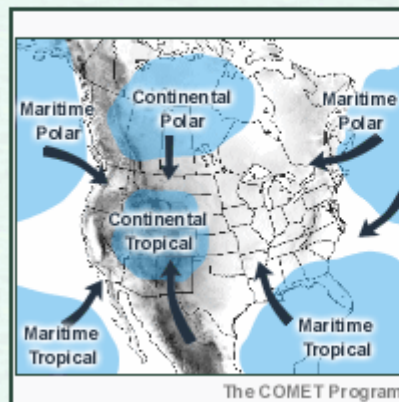 Continental
Polar
Maritime
Polar
Maritime
Polar
Continental
Tropical
Maritime
Tropical
Maritime
Tropical
The COMET Program